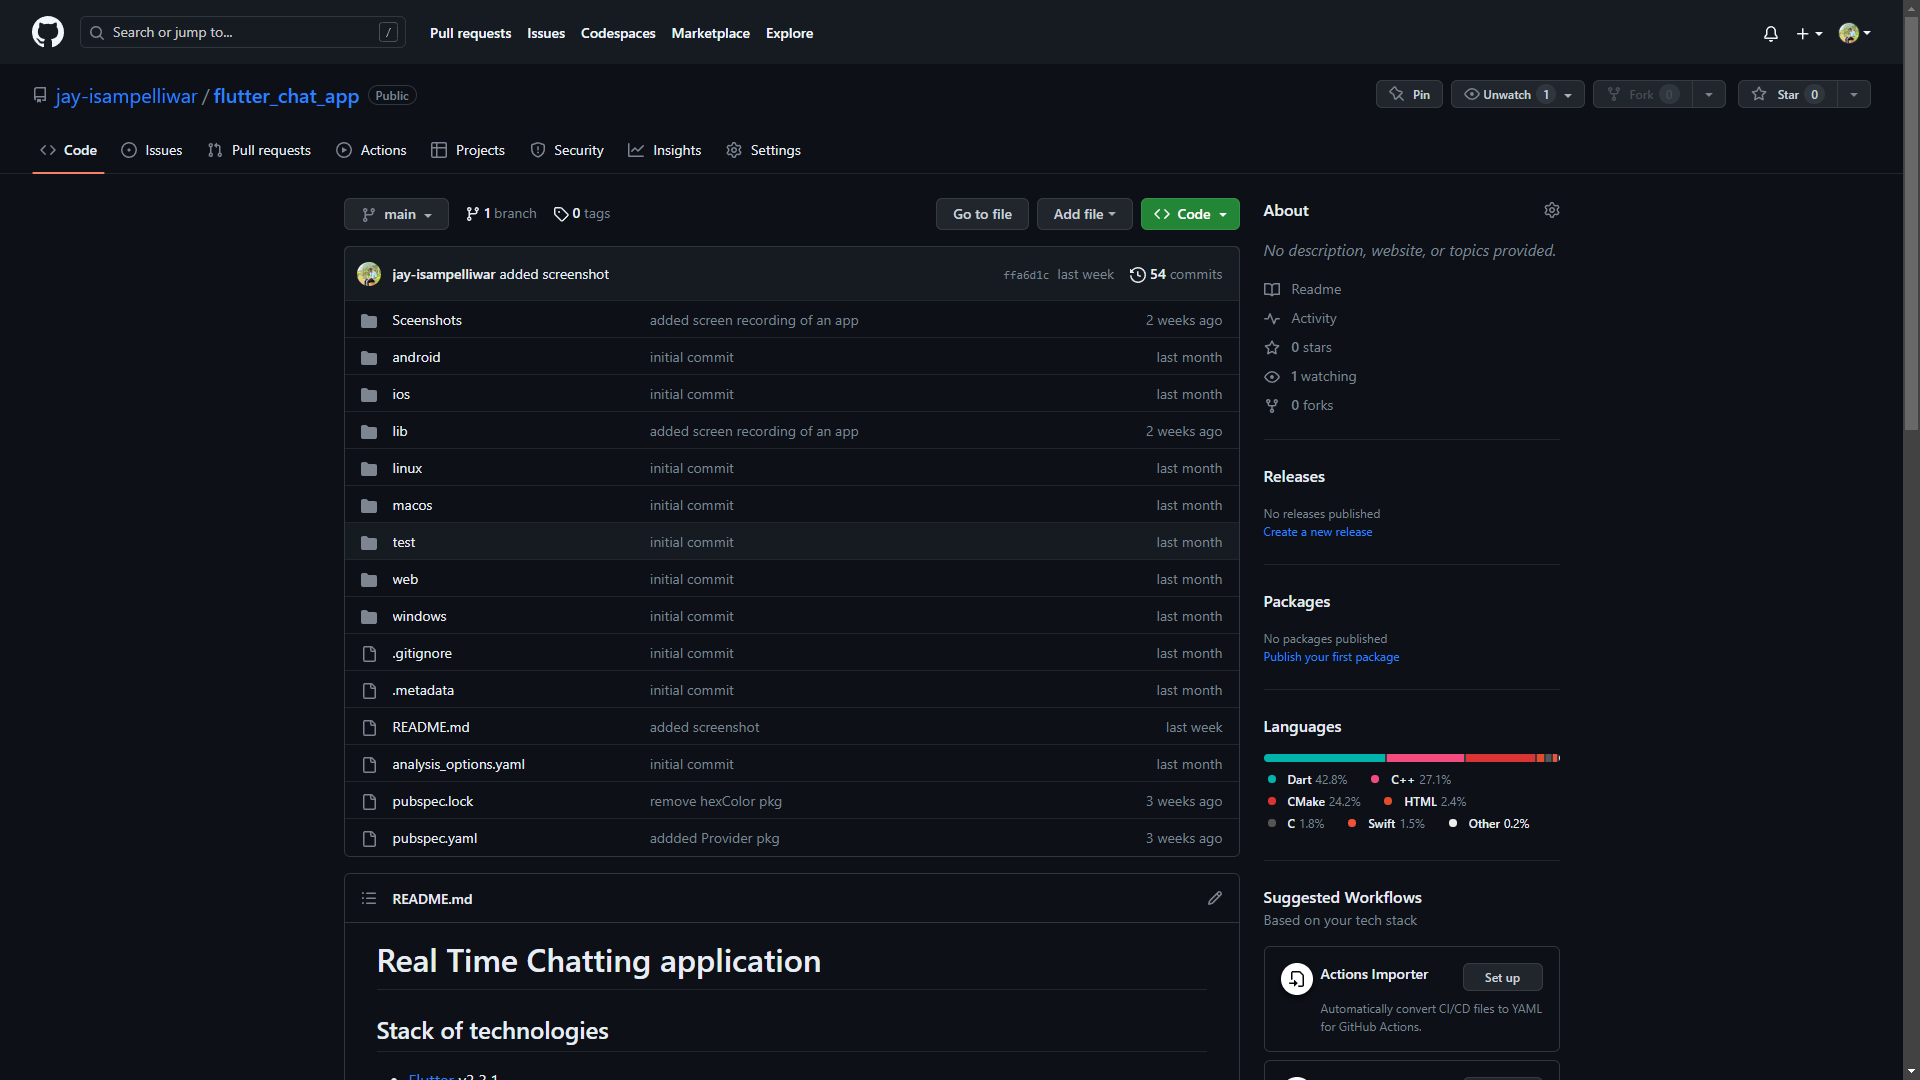 Search or jump to...
/
Pull requests
Issues
Codespaces
Marketplace
Explore
jay-isampelliwar / flutter_chat_app
Public
Pin
Unwatch 1
Fork 0
Star 0
Code
Issues
Pull requests
Actions
Projects
Security
Insights
Settings
main
1 branch
0 tags
Go to file
Add file
Code
jay-isampelliwar added screenshot
ffa6d1c last week
54 commits
Sceenshots added screen recording of an app 2 weeks ago
android initial commit last month
ios initial commit last month
lib added screen recording of an app 2 weeks ago
linux initial commit last month
macos initial commit last month
test initial commit last month
web initial commit last month
windows initial commit last month
.gitignore initial commit last month
.metadata initial commit last month
README.md added screenshot last week
analysis_options.yaml initial commit last month
pubspec.lock remove hexColor pkg 3 weeks ago
pubspec.yaml addded Provider pkg 3 weeks ago
README.md
Real Time Chatting application
Stack of technologies
About
No description, website, or topics provided.
Readme
Activity
0 stars
1 watching
0 forks
Releases
No releases published
Create a new release
Packages
No packages published
Publish your first package
Languages
Dart 42.8% C++ 27.1%
CMake 24.2% HTML 2.4%
C 1.8% Swift 1.5% Other 0.2%
Suggested Workflows
Based on your tech stack
Actions Importer
Set up
Automatically convert CI/CD files to YAML
for GitHub Actions.